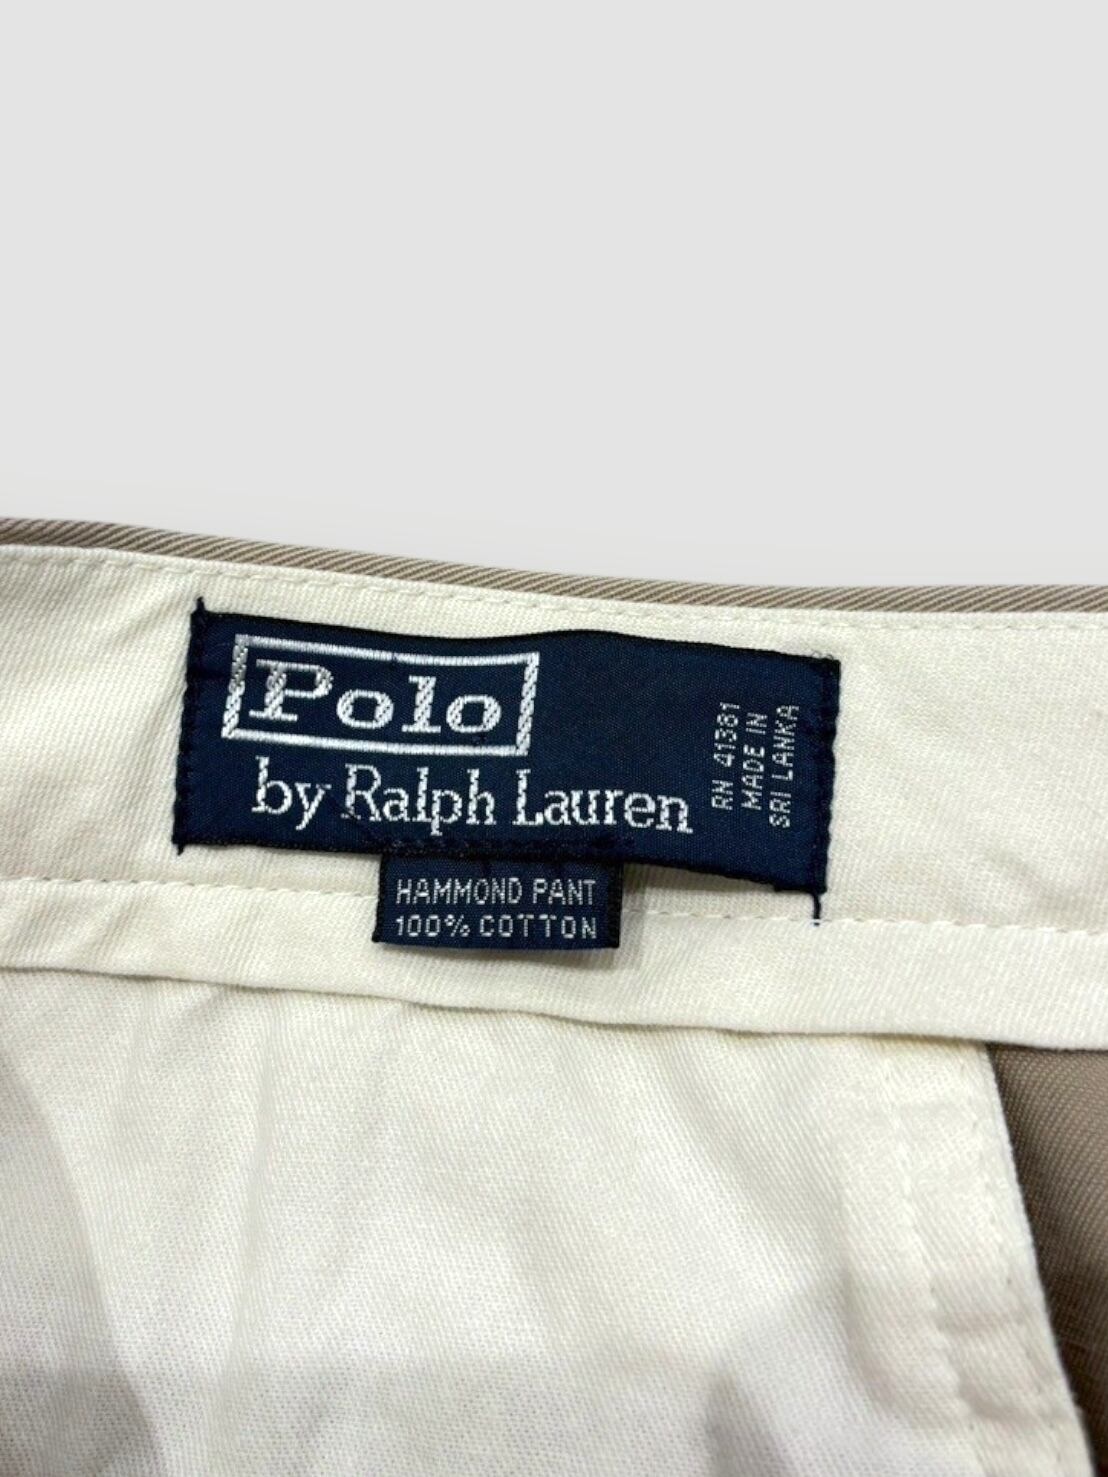 Polo
by Ralph Lauren
RN 41381
MADE IN
SRI LANKA
HAMMOND PANT
100% COTTON